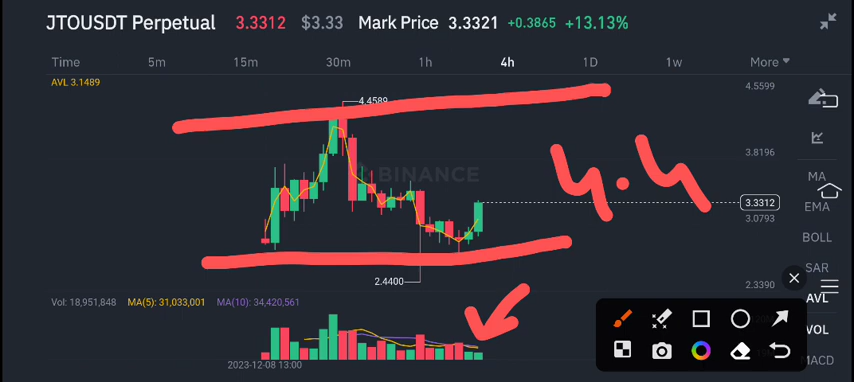 JTOUSDT Perpetual 3.3312 $3.33 Mark Price 3.3321 +0.3865 +13.13%
Time 5m 15m 30m 1h 4h 1D 1w More
AVL 3.1489
4.5599
4.4589
3.8196
BINANCE
MA
4.4
3.3312
EMA
3.0793
BOLL
SAR
2.4400
2.3390
AVL
Vol: 18,951,848 MA(5): 31,033,001 MA(10): 34,420,561
VOL
MACD
2023-12-08 13:00